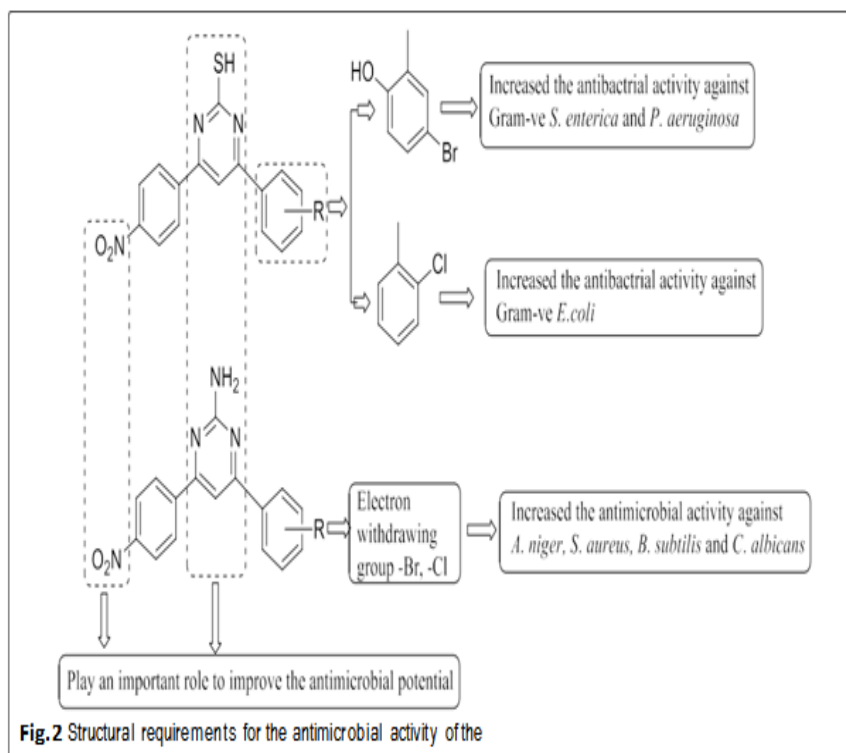 SH
N
N
R
O₂N
HO
Br
Increased the antibactrial activity against
Gram-ve S. enterica and P. aeruginosa
Cl
Increased the antibactrial activity against
Gram-ve E.coli
NH₂
N
N
R
O₂N
Electron
withdrawing
group -Br, -Cl
Increased the antimicrobial activity against
A. niger, S. aureus, B. subtilis and C. albicans
Play an important role to improve the antimicrobial potential
Fig. 2 Structural requirements for the antimicrobial activity of the